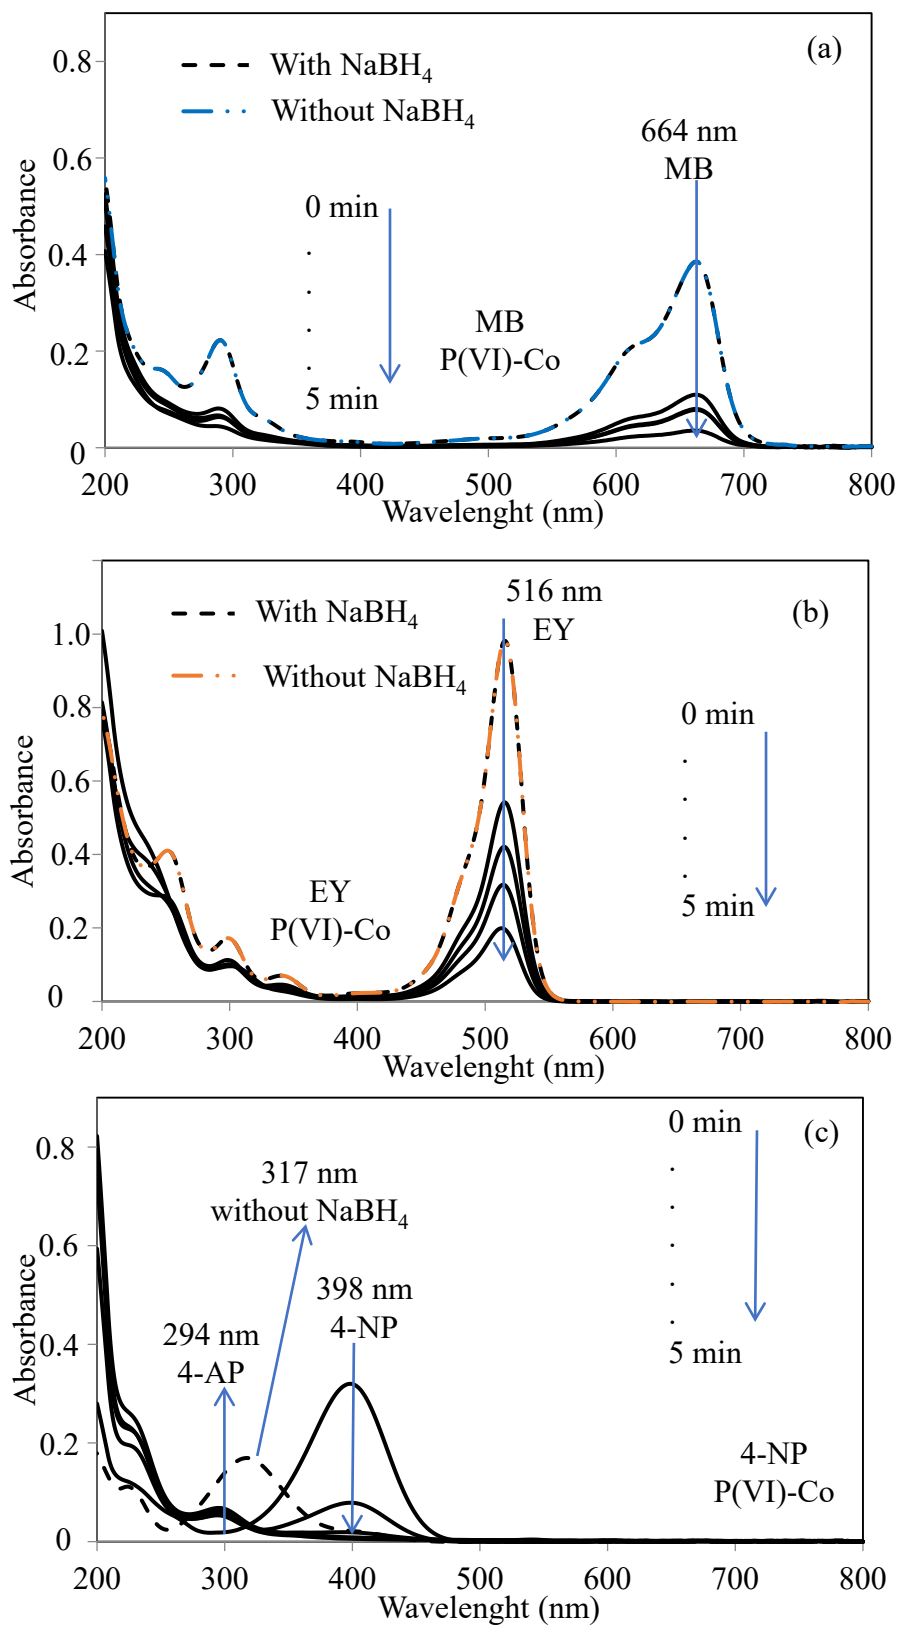 (a)
With NaBH₄
Without NaBH₄
664 nm
MB
0 min
.
.
.
.
5 min
MB
P(VI)-Co
Absorbance
0.8
0.6
0.4
0.2
0
200 300 400 500 600 700 800
Wavelenght (nm)
(b)
With NaBH₄
Without NaBH₄
516 nm
EY
0 min
.
.
.
.
5 min
EY
P(VI)-Co
Absorbance
1.0
0.8
0.6
0.4
0.2
0
200 300 400 500 600 700 800
Wavelenght (nm)
(c)
0 min
.
.
.
.
.
5 min
317 nm
without NaBH₄
398 nm
4-NP
294 nm
4-AP
4-NP
P(VI)-Co
Absorbance
0.8
0.6
0.4
0.2
0
200 300 400 500 600 700 800
Wavelenght (nm)